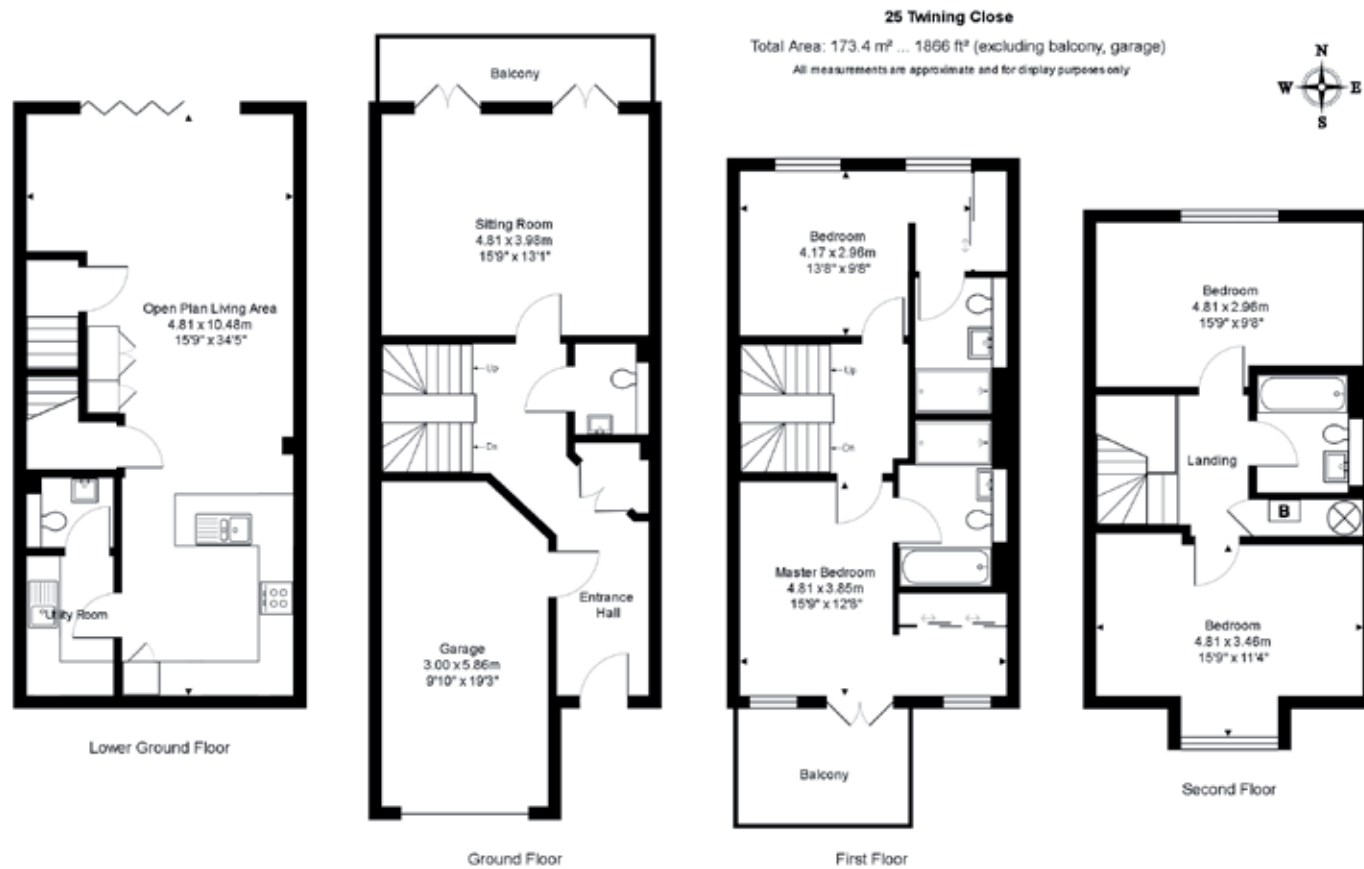 25 Twining Close
Total Area: 173.4 m² ... 1866 ft² (excluding balcony, garage)
All measurements are approximate and for display purposes only
N
W E
S
Open Plan Living Area
4.81 x 10.48m
15'9" x 34'5"
Utility Room
Lower Ground Floor
Balcony
Sitting Room
4.81 x 3.98m
15'9" x 13'1"
Up
Dn
Entrance
Hall
Garage
3.00 x 5.86m
9'10" x 19'3"
Ground Floor
Bedroom
4.17 x 2.96m
13'8" x 9'8"
Up
Dn
Master Bedroom
4.81 x 3.85m
15'9" x 12'8"
Balcony
First Floor
Bedroom
4.81 x 2.96m
15'9" x 9'8"
Landing
B
Bedroom
4.81 x 3.46m
15'9" x 11'4"
Second Floor